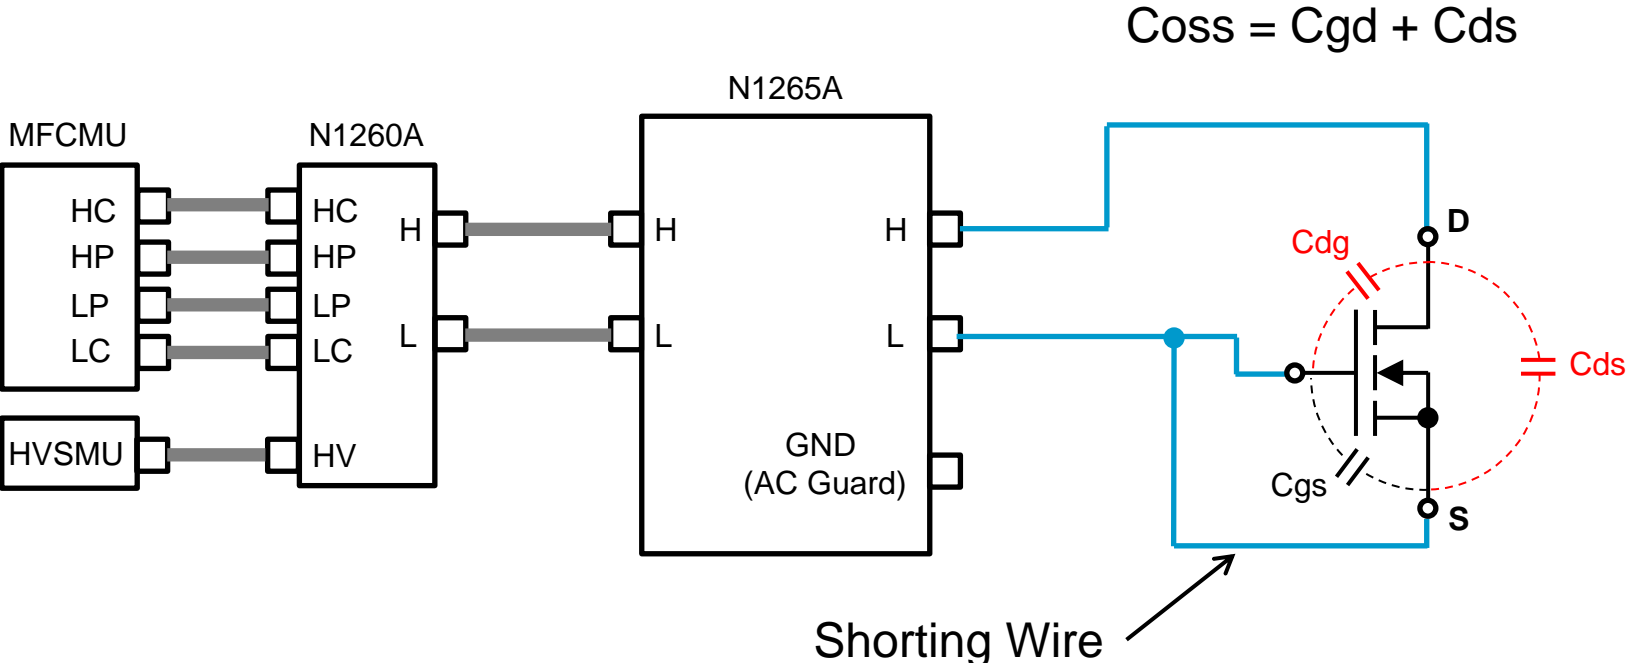 Coss = Cgd + Cds
N1265A
MFCMU
N1260A
HC
HP
LP
LC
HC
HP
LP
LC
H
L
H
L
H
L
HVSMU
HV
GND
(AC Guard)
D
Cdg
Cds
Cgs
S
Shorting Wire